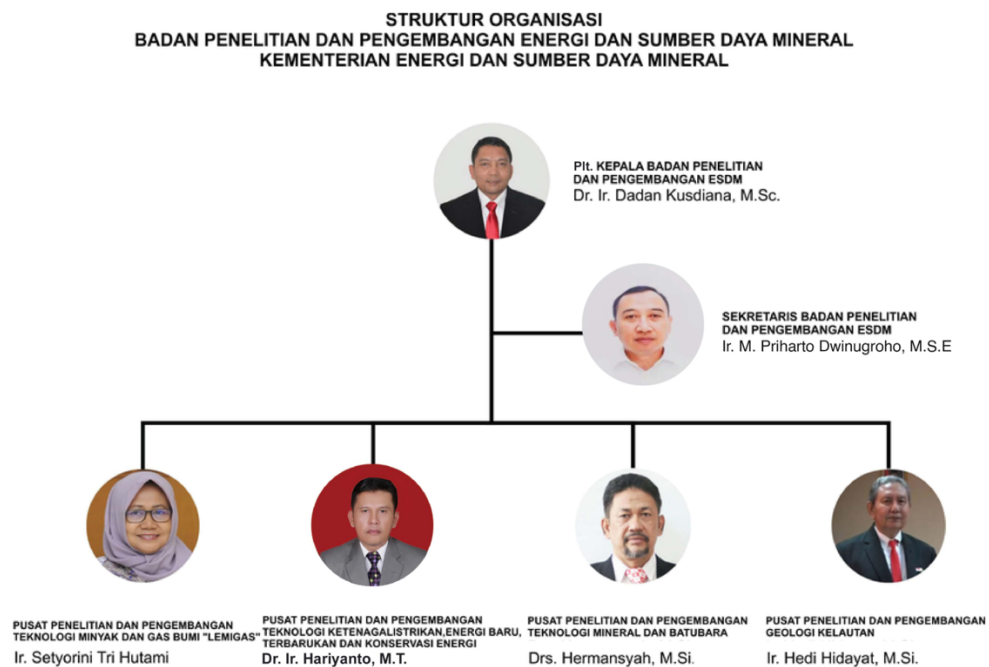 STRUKTUR ORGANISASI
BADAN PENELITIAN DAN PENGEMBANGAN ENERGI DAN SUMBER DAYA MINERAL
KEMENTERIAN ENERGI DAN SUMBER DAYA MINERAL
Plt. KEPALA BADAN PENELITIAN
DAN PENGEMBANGAN ESDM
Dr. Ir. Dadan Kusdiana, M.Sc.
SEKRETARIS BADAN PENELITIAN
DAN PENGEMBANGAN ESDM
Ir. M. Priharto Dwinugroho, M.S.E
PUSAT PENELITIAN DAN PENGEMBANGAN
TEKNOLOGI MINYAK DAN GAS BUMI "LEMIGAS"
Ir. Setyorini Tri Hutami
PUSAT PENELITIAN DAN PENGEMBANGAN
TEKNOLOGI KETENAGALISTRIKAN,ENERGI BARU,
TERBARUKAN DAN KONSERVASI ENERGI
Dr. Ir. Hariyanto, M.T.
PUSAT PENELITIAN DAN PENGEMBANGAN
TEKNOLOGI MINERAL DAN BATUBARA
Drs. Hermansyah, M.Si.
PUSAT PENELITIAN DAN PENGEMBANGAN
GEOLOGI KELAUTAN
Ir. Hedi Hidayat, M.Si.